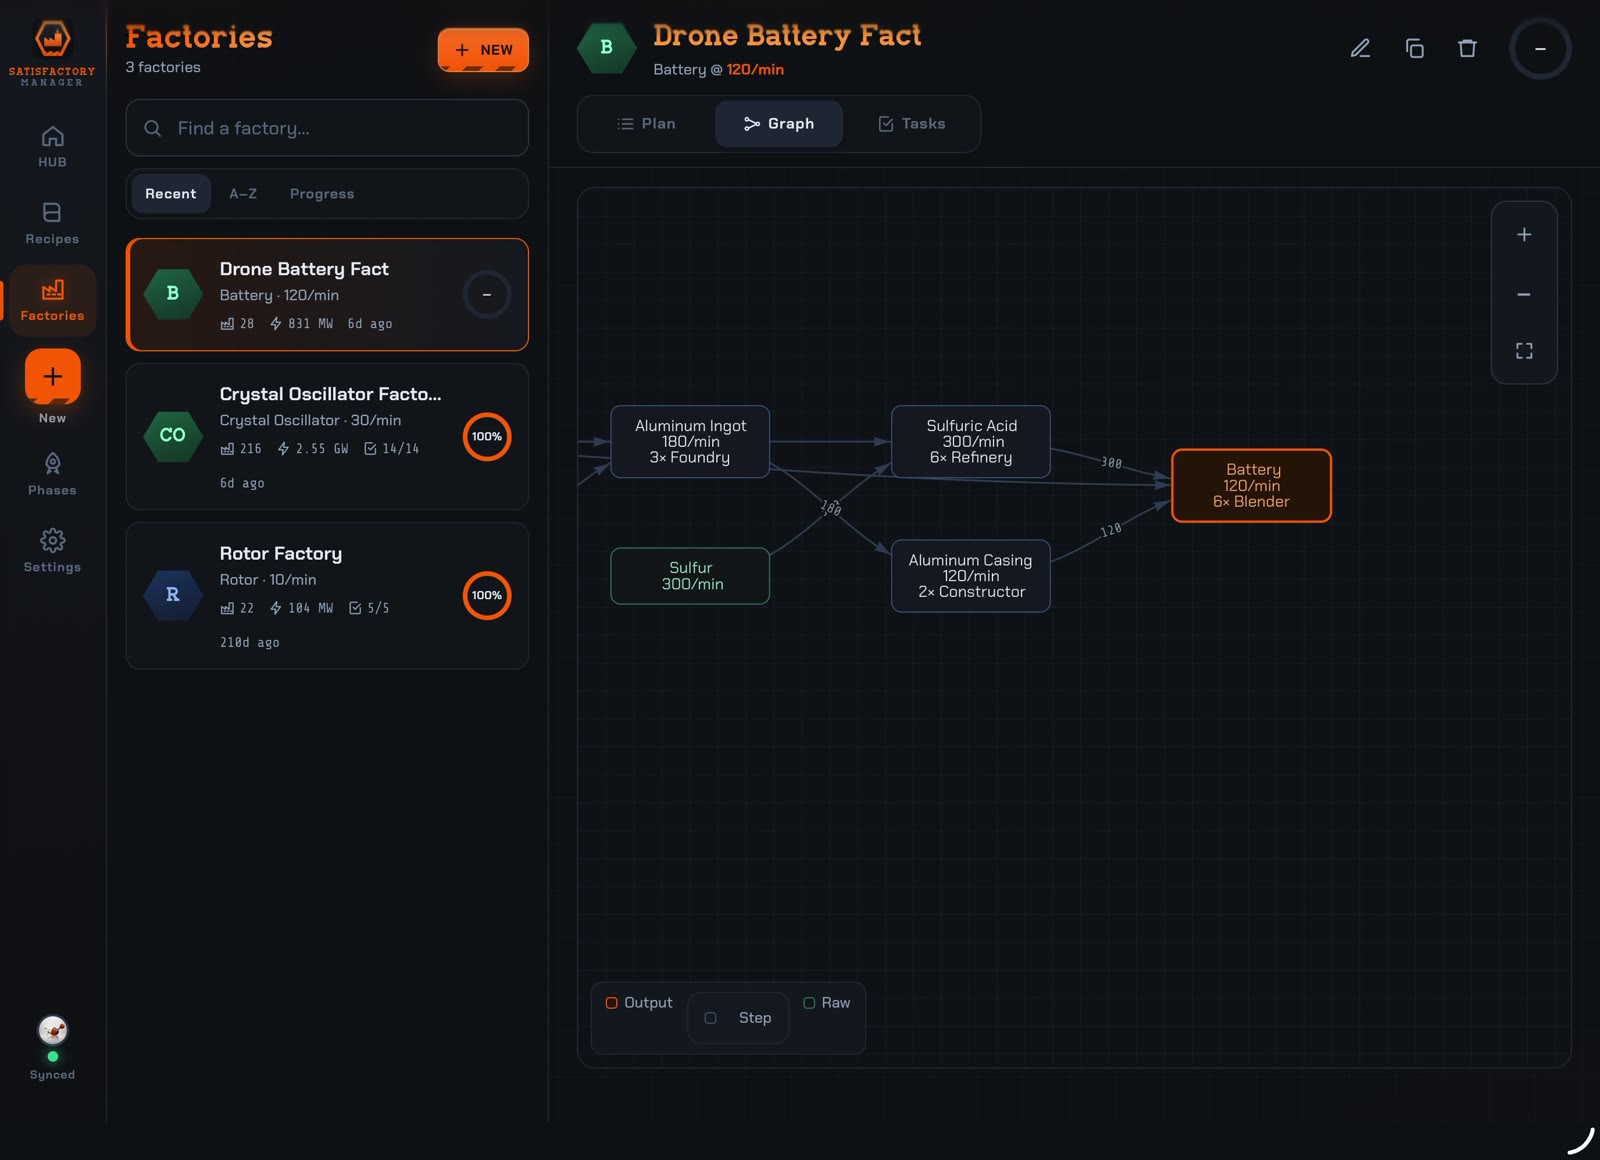 SATISFACTORY
MANAGER
HUB
Recipes
Factories
New
Phases
Settings
Synced
Factories
3 factories
NEW
Find a factory...
Recent
A–Z
Progress
Drone Battery Fact
Battery · 120/min
28
831 MW
6d ago
–
Crystal Oscillator Facto...
CO
Crystal Oscillator · 30/min
216
2.55 GW
14/14
6d ago
100%
Rotor Factory
R
Rotor · 10/min
22
104 MW
5/5
210d ago
100%
B
B
Drone Battery Fact
Battery @ 120/min
–
Plan
Graph
Tasks
Aluminum Ingot
180/min
3× Foundry
Sulfuric Acid
300/min
6× Refinery
300
Battery
120/min
6× Blender
180
120
Sulfur
300/min
Aluminum Casing
120/min
2× Constructor
Output
Step
Raw